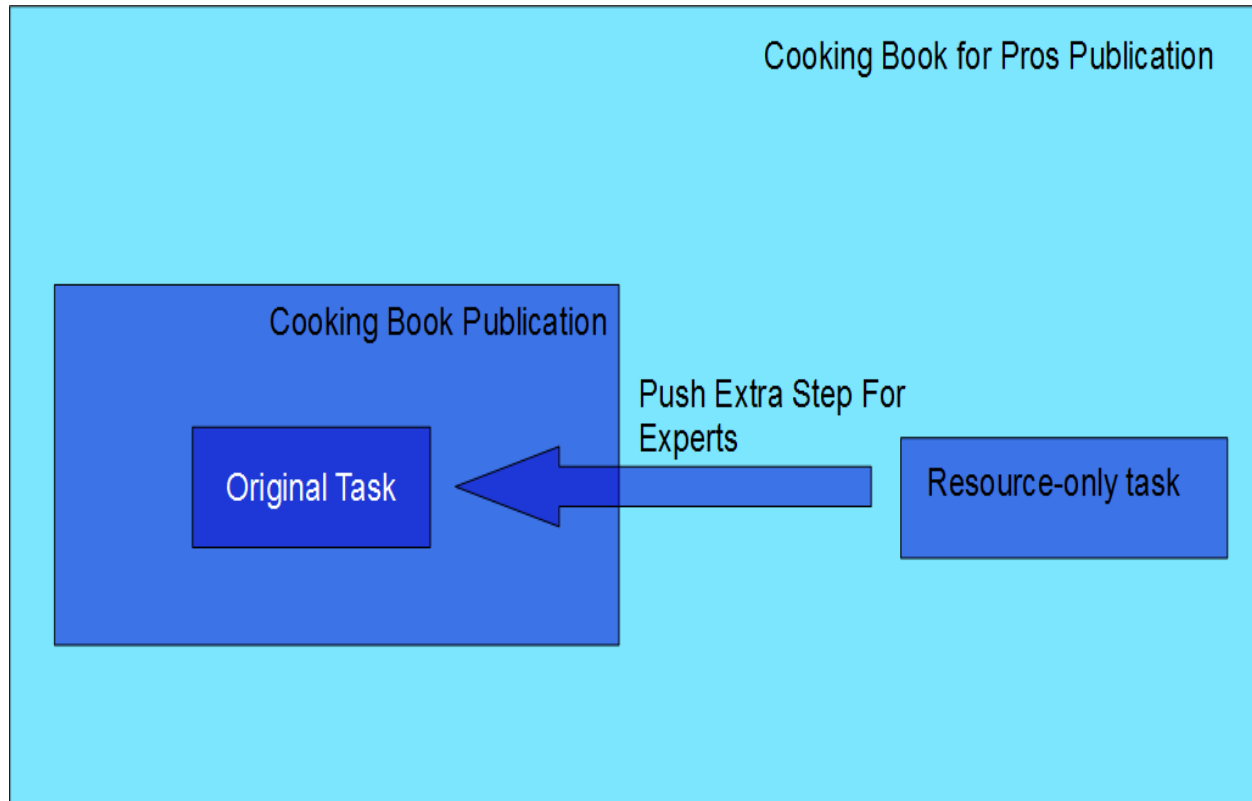 Cooking Book for Pros Publication
Cooking Book Publication
Push Extra Step For
Experts
Original Task
Resource-only task